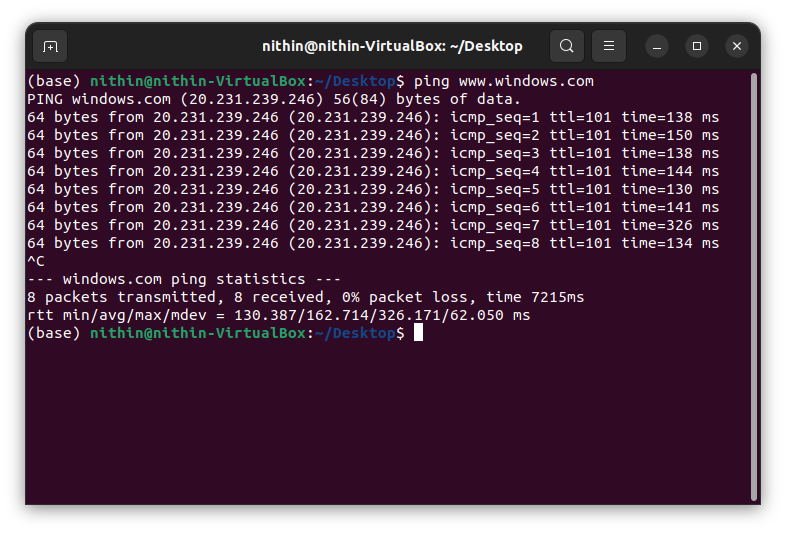 nithin@nithin-VirtualBox: ~/Desktop
(base) nithin@nithin-VirtualBox:~/Desktop$ ping www.windows.com
PING windows.com (20.231.239.246) 56(84) bytes of data.
64 bytes from 20.231.239.246 (20.231.239.246): icmp_seq=1 ttl=101 time=138 ms
64 bytes from 20.231.239.246 (20.231.239.246): icmp_seq=2 ttl=101 time=150 ms
64 bytes from 20.231.239.246 (20.231.239.246): icmp_seq=3 ttl=101 time=138 ms
64 bytes from 20.231.239.246 (20.231.239.246): icmp_seq=4 ttl=101 time=144 ms
64 bytes from 20.231.239.246 (20.231.239.246): icmp_seq=5 ttl=101 time=130 ms
64 bytes from 20.231.239.246 (20.231.239.246): icmp_seq=6 ttl=101 time=141 ms
64 bytes from 20.231.239.246 (20.231.239.246): icmp_seq=7 ttl=101 time=326 ms
64 bytes from 20.231.239.246 (20.231.239.246): icmp_seq=8 ttl=101 time=134 ms
^C
--- windows.com ping statistics ---
8 packets transmitted, 8 received, 0% packet loss, time 7215ms
rtt min/avg/max/mdev = 130.387/162.714/326.171/62.050 ms
(base) nithin@nithin-VirtualBox:~/Desktop$